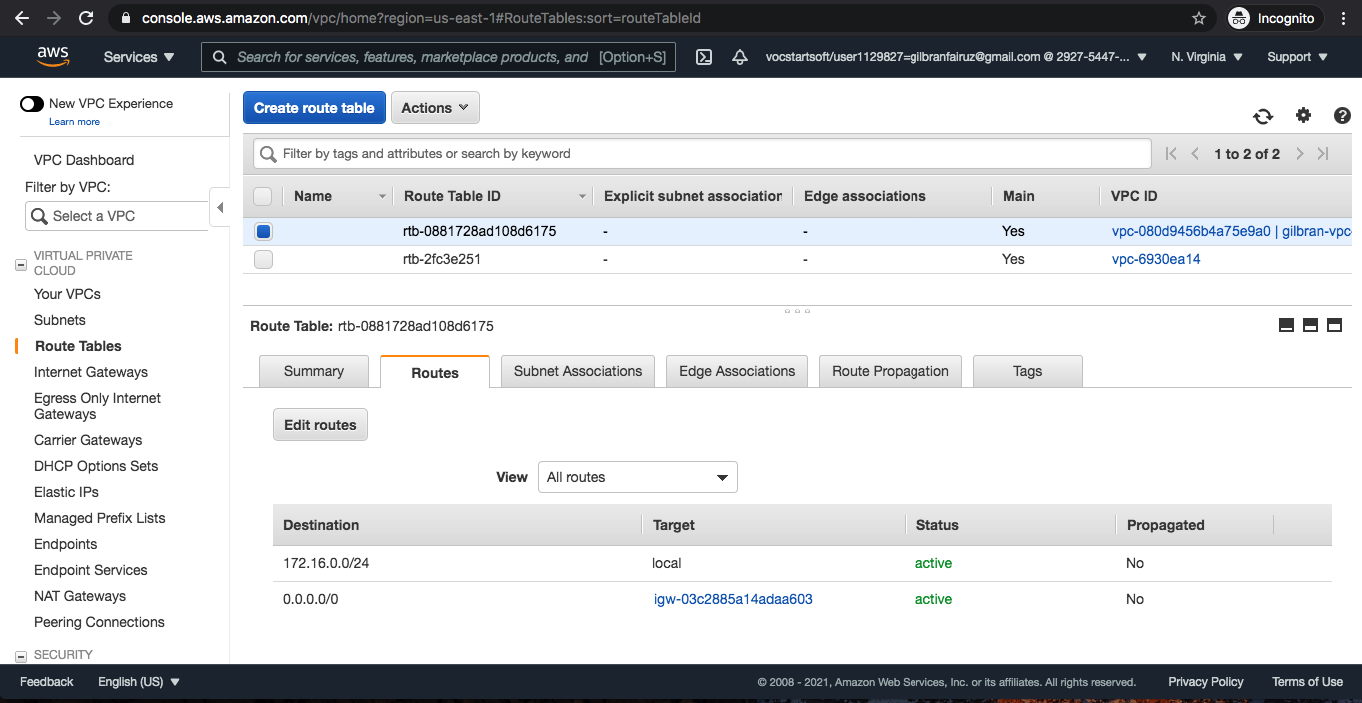 console.aws.amazon.com/vpc/home?region=us-east-1#RouteTables:sort=routeTableId
Incognito
aws
Services
Search for services, features, marketplace products, and [Option+S]
vocstartsoft/user1129827=gilbranfairuz@gmail.com @ 2927-5447-...
N. Virginia
Support
New VPC Experience
Learn more
VPC Dashboard
Filter by VPC:
Select a VPC
VIRTUAL PRIVATE
CLOUD
Your VPCs
Subnets
Route Tables
Internet Gateways
Egress Only Internet
Gateways
Carrier Gateways
DHCP Options Sets
Elastic IPs
Managed Prefix Lists
Endpoints
Endpoint Services
NAT Gateways
Peering Connections
SECURITY
Create route table
Actions
Filter by tags and attributes or search by keyword
1 to 2 of 2
Name Route Table ID Explicit subnet association Edge associations Main VPC ID
rtb-0881728ad108d6175 - - Yes vpc-080d9456b4a75e9a0 | gilbran-vpc-
rtb-2fc3e251 - - Yes vpc-6930ea14
Route Table: rtb-0881728ad108d6175
Summary Routes Subnet Associations Edge Associations Route Propagation Tags
Edit routes
View All routes
Destination Target Status Propagated
172.16.0.0/24 local active No
0.0.0.0/0 igw-03c2885a14adaa603 active No
Feedback English (US) © 2008 - 2021, Amazon Web Services, Inc. or its affiliates. All rights reserved. Privacy Policy Terms of Use